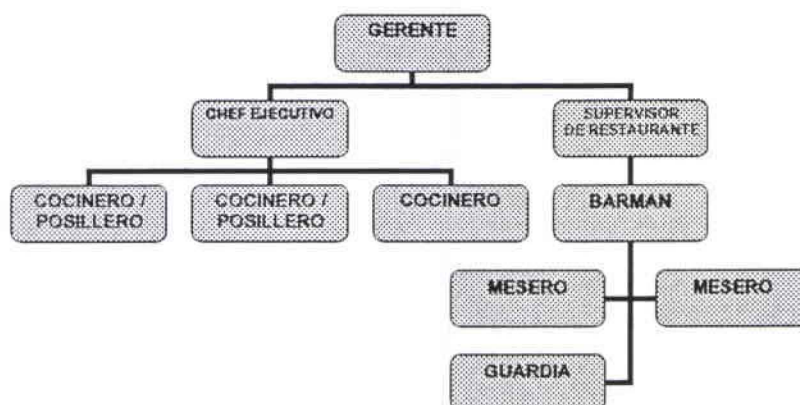 GERENTE
CHEF EJECUTIVO
SUPERVISOR
DE RESTAURANTE
COCINERO /
POSILLERO
COCINERO /
POSILLERO
COCINERO
BARMAN
MESERO
MESERO
GUARDIA